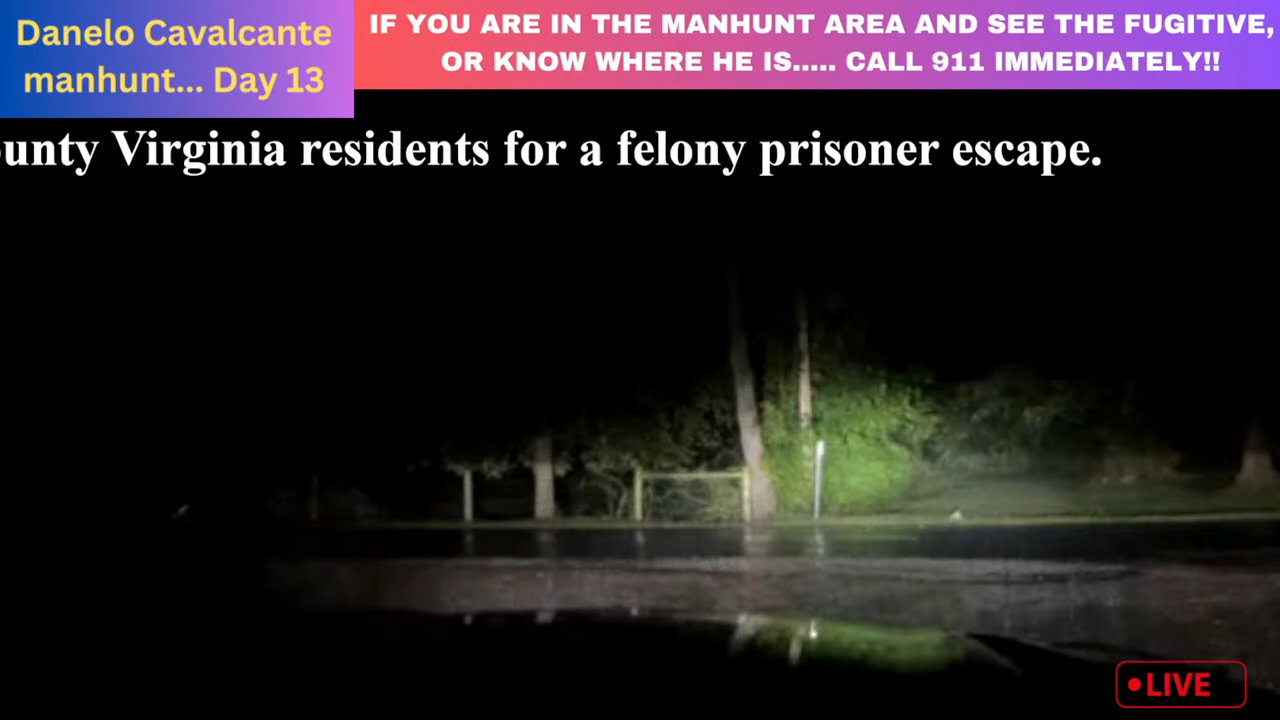 Danelo Cavalcante
manhunt... Day 13
IF YOU ARE IN THE MANHUNT AREA AND SEE THE FUGITIVE,
OR KNOW WHERE HE IS..... CALL 911 IMMEDIATELY!!
ounty Virginia residents for a felony prisoner escape.
LIVE